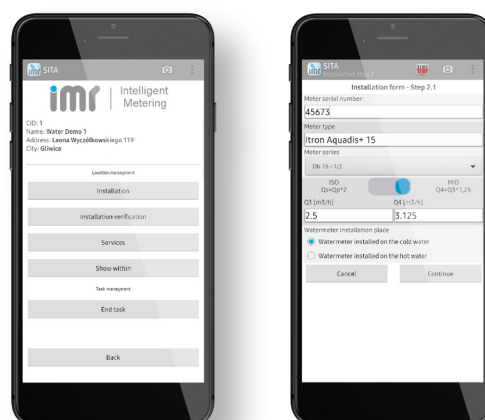 SITA
imr Intelligent
Metering
CID: 1
Name: Water Demo 1
Address: Leona Wyczółkowskiego 119
City: Gliwice
Location managment
Installation
Installation verification
Services
Show within
Task managment
End task
Back
SITA
Installation Step 2
Installation form - Step 2.1
Meter serial number:
45673
Meter type
Itron Aquadis+ 15
Meter series
DN 15 - 1/2
ISO
Qs=Qp*2
MID
Q4=Q3*1,25
Q3 [m3/h]
Q4 [m3/h]
2.5
3.125
Watermeter installation place
Watermeter installed on the cold water
Watermeter installed on the hot water
Cancel
Continue